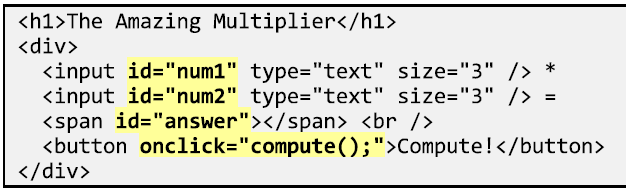 <h1>The Amazing Multiplier</h1>
<div>
  <input id="num1" type="text" size="3" /> *
  <input id="num2" type="text" size="3" /> =
  <span id="answer"></span> <br />
  <button onclick="compute();">Compute!</button>
</div>